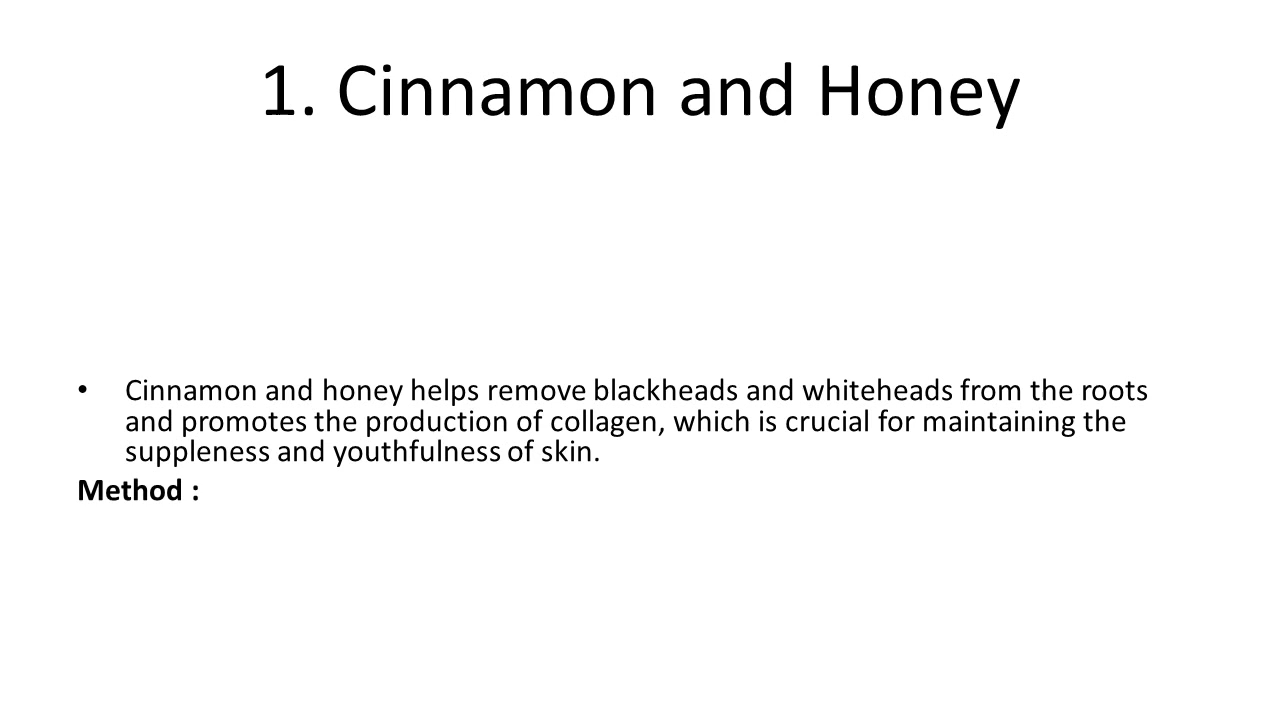 1. Cinnamon and Honey
• Cinnamon and honey helps remove blackheads and whiteheads from the roots
and promotes the production of collagen, which is crucial for maintaining the
suppleness and youthfulness of skin.
Method :